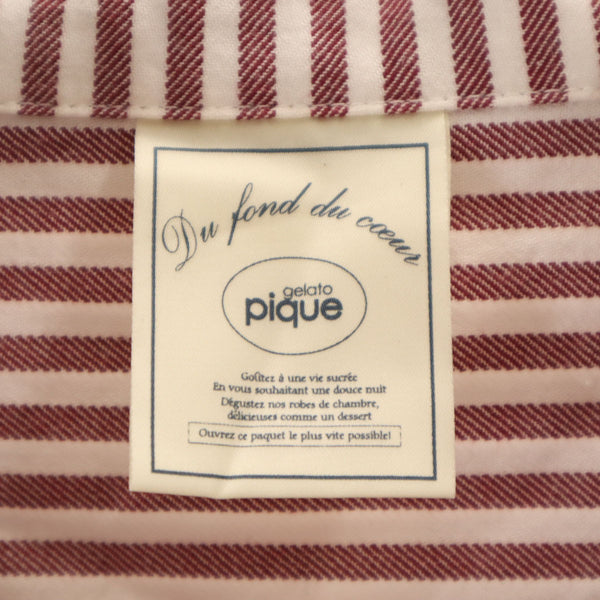 Du fond du cœur
gelato
pique
Goûtez à une vie sucrée
En vous souhaitant une douce nuit
Dégustez nos robes de chambre,
délicieuses comme un dessert
Ouvrez ce paquet le plus vite possible!